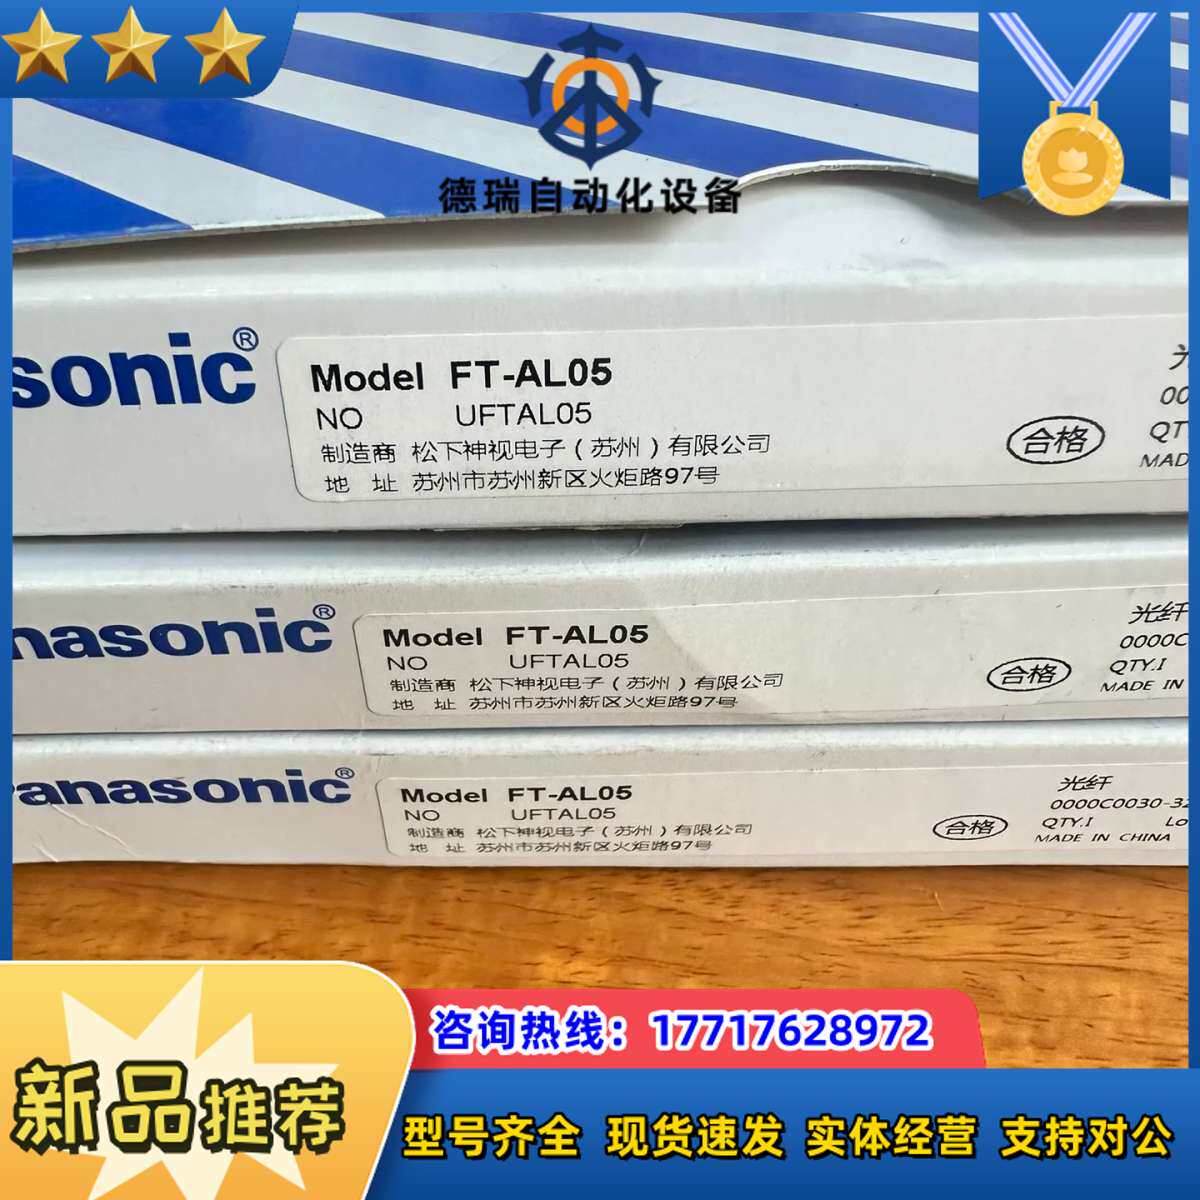 德瑞自动化设备
sonic®
Model FT-AL05
NO UFTAL05
制造商 松下神视电子（苏州）有限公司
地 址 苏州市苏州新区火炬路97号
合格
光
00
QT
MAD
nasonic®
Model FT-AL05
NO UFTAL05
制造商 松下神视电子（苏州）有限公司
地 址 苏州市苏州新区火炬路97号
合格
光纤
0000C
QTY.I
MADE IN
Panasonic®
Model FT-AL05
NO UFTAL05
制造商 松下神视电子（苏州）有限公司
地 址 苏州市苏州新区火炬路97号
合格
光纤
0000C0030-32
QTY.I Lo
MADE IN CHINA
咨询热线：17717628972
新品推荐
型号齐全 现货速发 实体经营 支持对公